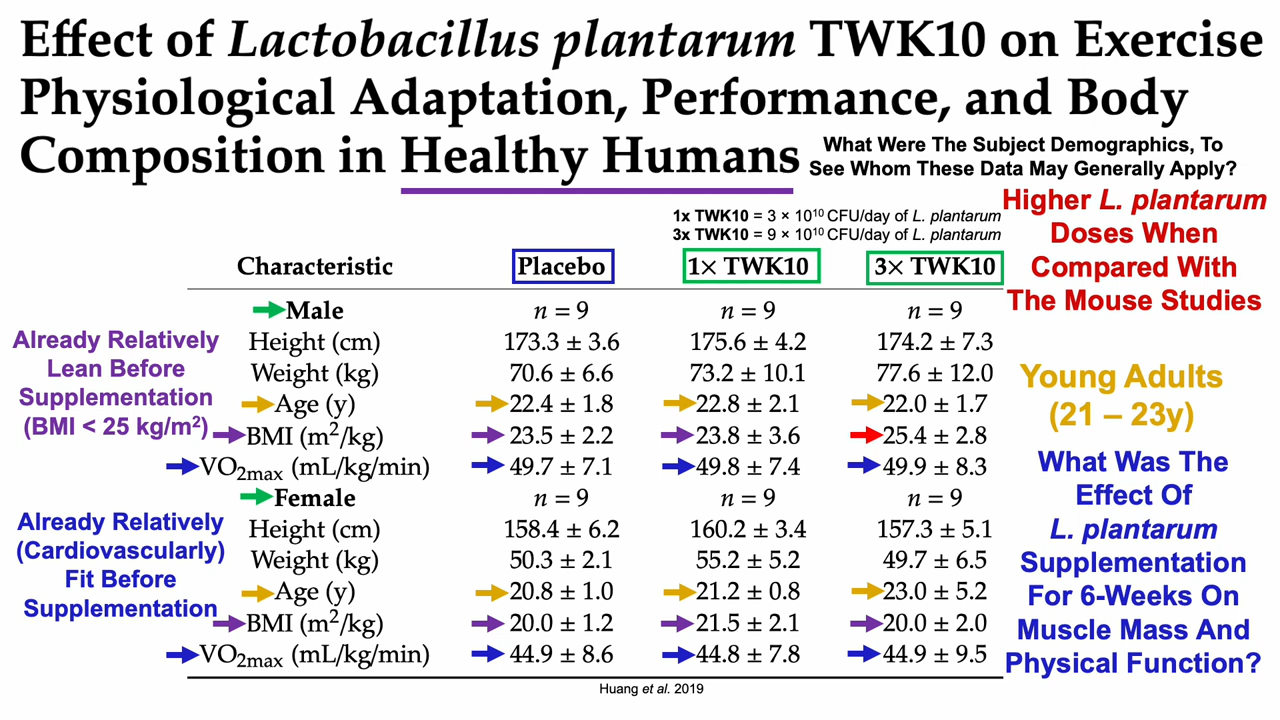 Effect of Lactobacillus plantarum TWK10 on Exercise
Physiological Adaptation, Performance, and Body
Composition in Healthy Humans
What Were The Subject Demographics, To
See Whom These Data May Generally Apply?
1x TWK10 = 3 × 10¹⁰ CFU/day of L. plantarum
3x TWK10 = 9 × 10¹⁰ CFU/day of L. plantarum
Higher L. plantarum
Doses When
Compared With
The Mouse Studies
Characteristic Placebo 1× TWK10 3× TWK10
Male n = 9 n = 9 n = 9
Height (cm) 173.3 ± 3.6 175.6 ± 4.2 174.2 ± 7.3
Weight (kg) 70.6 ± 6.6 73.2 ± 10.1 77.6 ± 12.0
Age (y) 22.4 ± 1.8 22.8 ± 2.1 22.0 ± 1.7
BMI (m²/kg) 23.5 ± 2.2 23.8 ± 3.6 25.4 ± 2.8
VO₂max (mL/kg/min) 49.7 ± 7.1 49.8 ± 7.4 49.9 ± 8.3
Female n = 9 n = 9 n = 9
Height (cm) 158.4 ± 6.2 160.2 ± 3.4 157.3 ± 5.1
Weight (kg) 50.3 ± 2.1 55.2 ± 5.2 49.7 ± 6.5
Age (y) 20.8 ± 1.0 21.2 ± 0.8 23.0 ± 5.2
BMI (m²/kg) 20.0 ± 1.2 21.5 ± 2.1 20.0 ± 2.0
VO₂max (mL/kg/min) 44.9 ± 8.6 44.8 ± 7.8 44.9 ± 9.5
Already Relatively
Lean Before
Supplementation
(BMI < 25 kg/m²)
Already Relatively
(Cardiovascularly)
Fit Before
Supplementation
Young Adults
(21 – 23y)
What Was The
Effect Of
L. plantarum
Supplementation
For 6-Weeks On
Muscle Mass And
Physical Function?
Huang et al. 2019